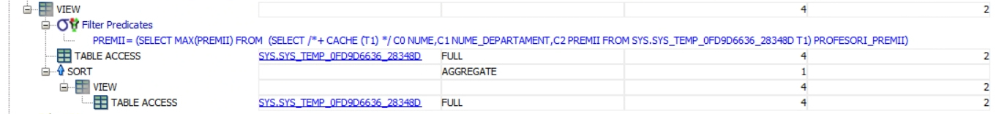 VIEW 4 2
Filter Predicates
PREMII= (SELECT MAX(PREMII) FROM (SELECT /*+ CACHE (T1) */ C0 NUME,C1 NUME_DEPARTAMENT,C2 PREMII FROM SYS.SYS_TEMP_0FD9D6636_28348D T1) PROFESORI_PREMII)
TABLE ACCESS SYS.SYS_TEMP_0FD9D6636_28348D FULL 4 2
SORT AGGREGATE 1
VIEW 4 2
TABLE ACCESS SYS.SYS_TEMP_0FD9D6636_28348D FULL 4 2